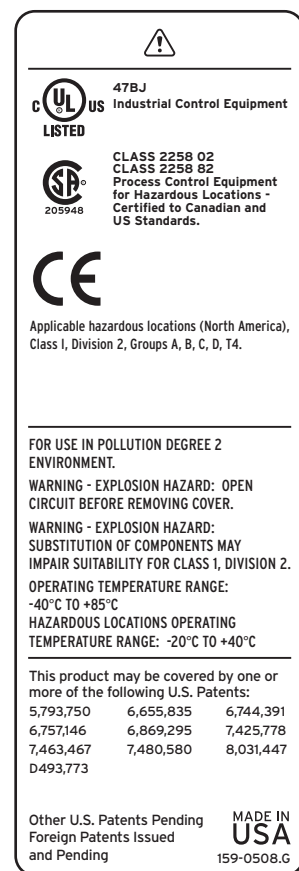 C UL US
LISTED
47BJ
Industrial Control Equipment
SA
205948
CLASS 2258 02
CLASS 2258 82
Process Control Equipment
for Hazardous Locations -
Certified to Canadian and
US Standards.
CE
Applicable hazardous locations (North America),
Class I, Division 2, Groups A, B, C, D, T4.
FOR USE IN POLLUTION DEGREE 2
ENVIRONMENT.
WARNING - EXPLOSION HAZARD: OPEN
CIRCUIT BEFORE REMOVING COVER.
WARNING - EXPLOSION HAZARD:
SUBSTITUTION OF COMPONENTS MAY
IMPAIR SUITABILITY FOR CLASS 1, DIVISION 2.
OPERATING TEMPERATURE RANGE:
-40°C TO +85°C
HAZARDOUS LOCATIONS OPERATING
TEMPERATURE RANGE: -20°C TO +40°C
This product may be covered by one or
more of the following U.S. Patents:
5,793,750 6,655,835 6,744,391
6,757,146 6,869,295 7,425,778
7,463,467 7,480,580 8,031,447
D493,773
Other U.S. Patents Pending
Foreign Patents Issued
and Pending
MADE IN
USA
159-0508.G